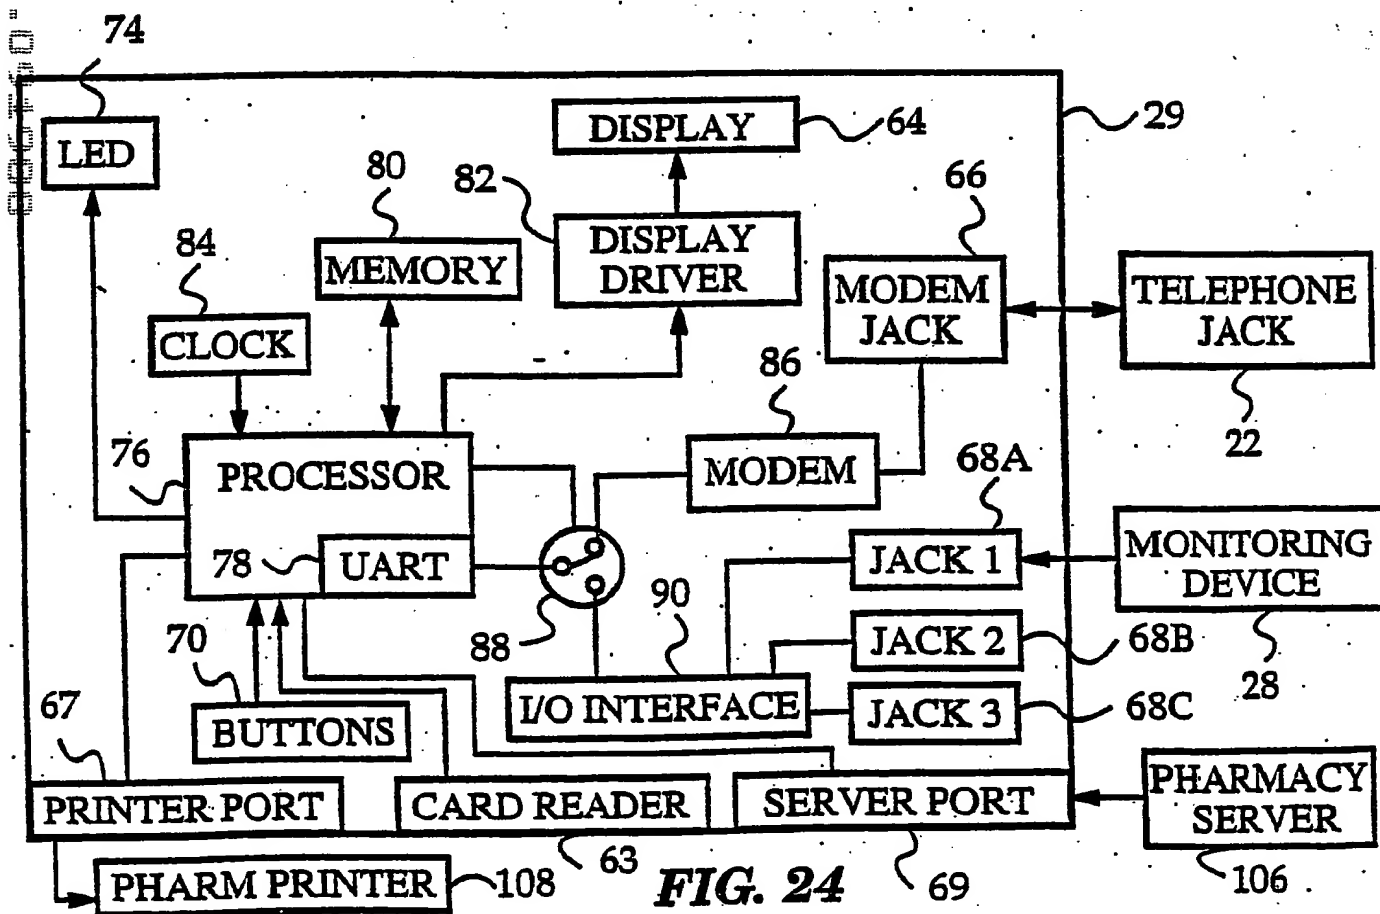 74
LED
DISPLAY
64
29
80
82
66
84
MEMORY
DISPLAY
DRIVER
MODEM
JACK
TELEPHONE
JACK
CLOCK
86
22
76
PROCESSOR
MODEM
68A
78
UART
JACK 1
MONITORING
DEVICE
90
70
88
JACK 2
68B
28
67
I/O INTERFACE
JACK 3
68C
BUTTONS
PRINTER PORT
CARD READER
SERVER PORT
PHARMACY
SERVER
63
69
106
PHARM PRINTER
108
FIG. 24